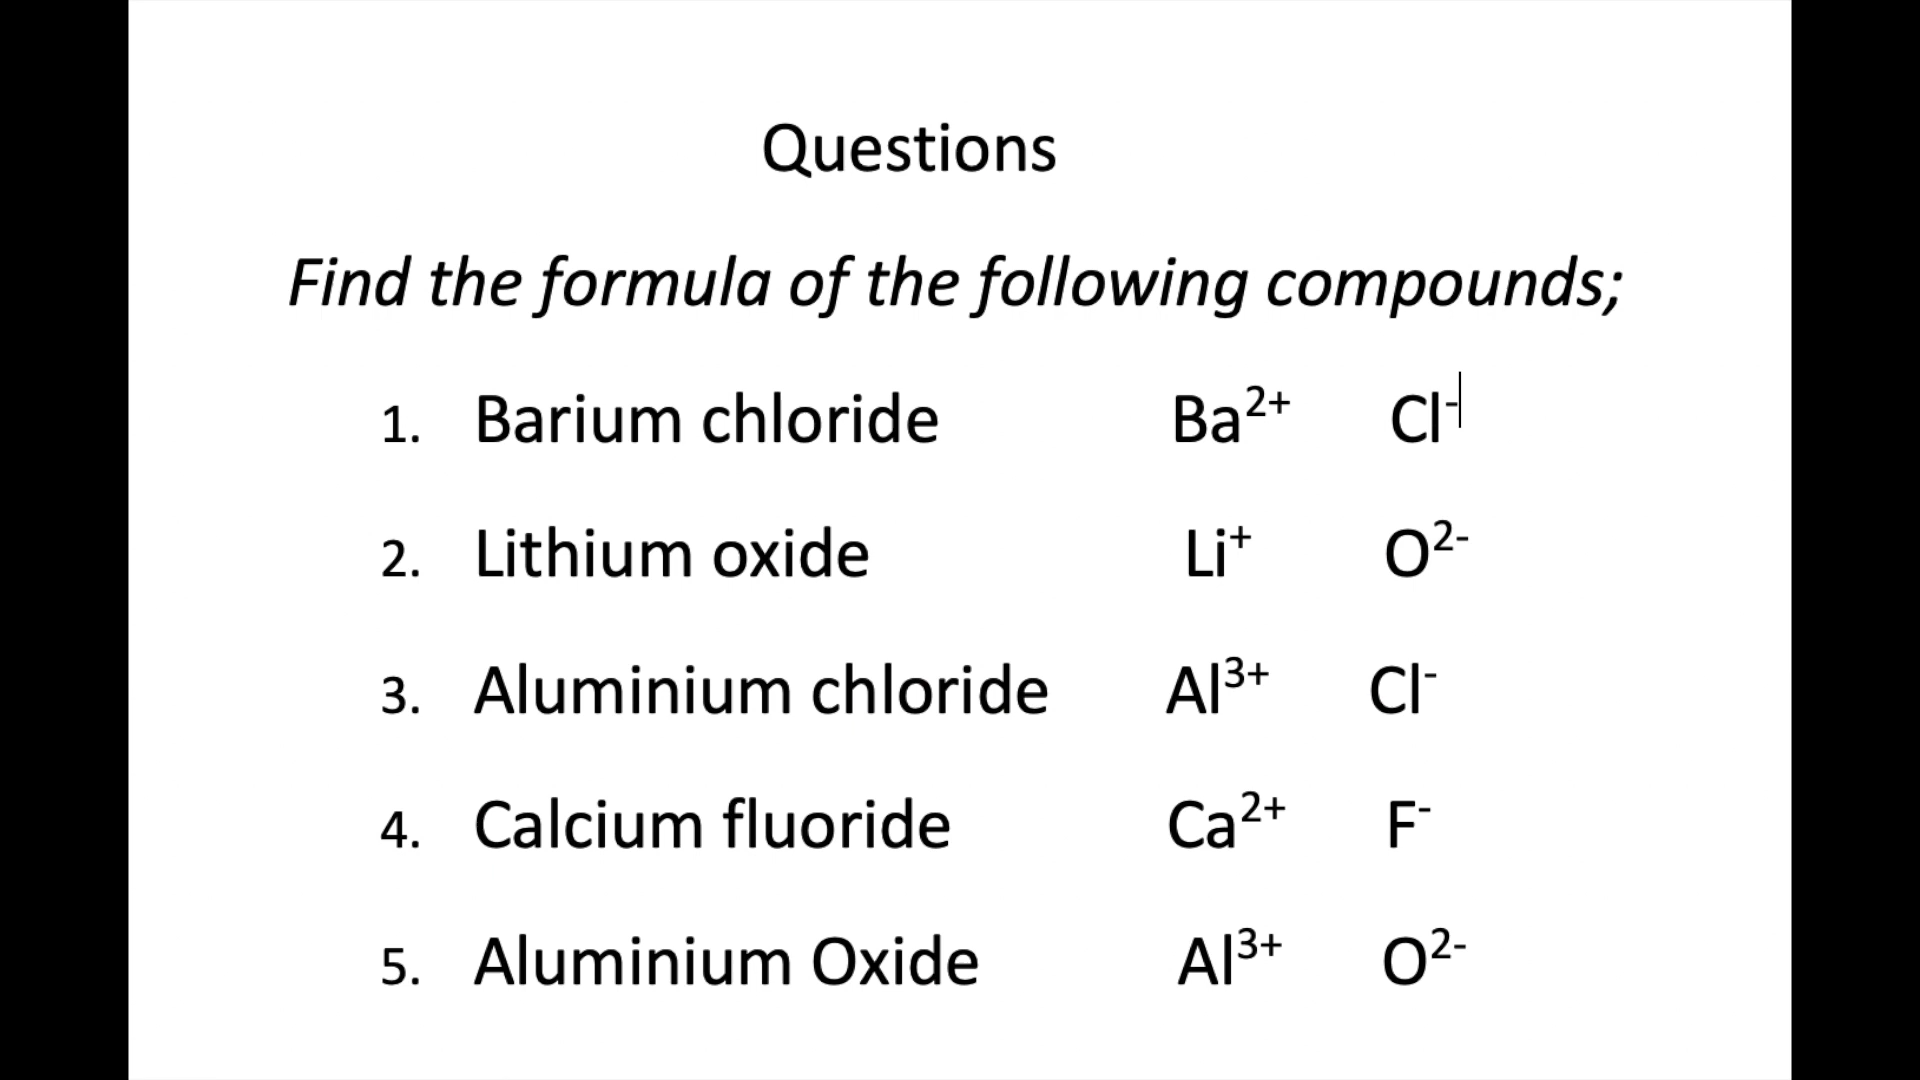 Questions
Find the formula of the following compounds;
1. Barium chloride Ba²⁺ Cl⁻
2. Lithium oxide Li⁺ O²⁻
3. Aluminium chloride Al³⁺ Cl⁻
4. Calcium fluoride Ca²⁺ F⁻
5. Aluminium Oxide Al³⁺ O²⁻